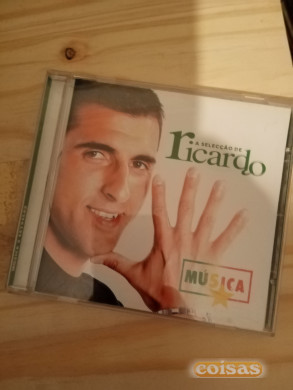 A SELECÇÃO DE
ricardo
MÚSICA
coisas